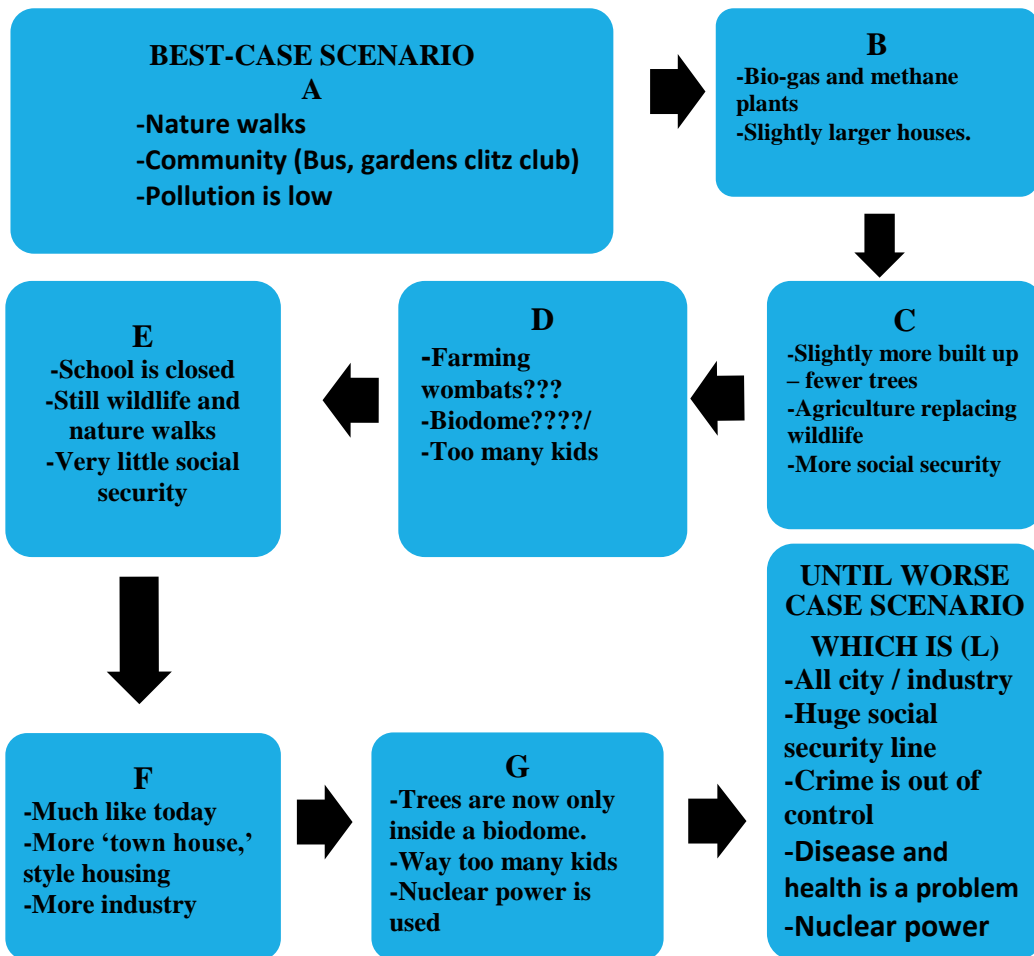 BEST-CASE SCENARIO
A
-Nature walks
-Community (Bus, gardens clitz club)
-Pollution is low
B
-Bio-gas and methane
plants
-Slightly larger houses.
C
-Slightly more built up
– fewer trees
-Agriculture replacing
wildlife
-More social security
D
-Farming
wombats???
-Biodome????/
-Too many kids
E
-School is closed
-Still wildlife and
nature walks
-Very little social
security
F
-Much like today
-More ‘town house,’
style housing
-More industry
G
-Trees are now only
inside a biodome.
-Way too many kids
-Nuclear power is
used
UNTIL WORSE
CASE SCENARIO
WHICH IS (L)
-All city / industry
-Huge social
security line
-Crime is out of
control
-Disease and
health is a problem
-Nuclear power